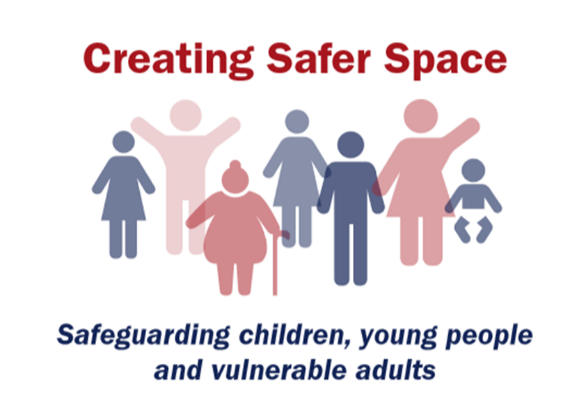 Creating Safer Space
Safeguarding children, young people
and vulnerable adults